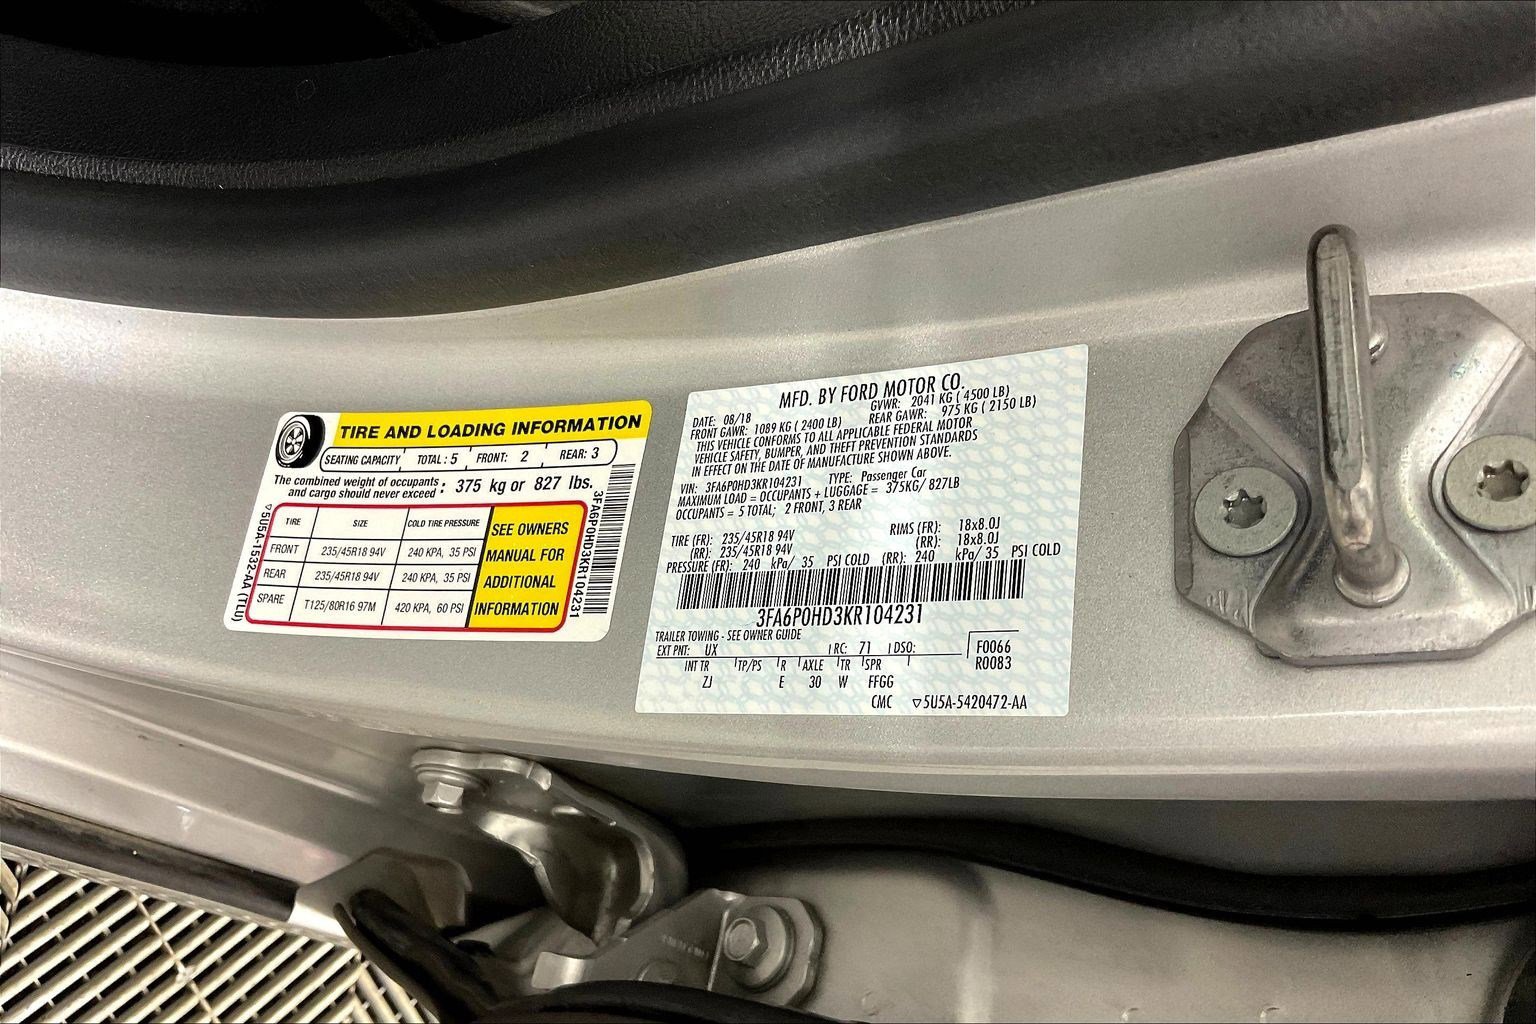 TIRE AND LOADING INFORMATION
SEATING CAPACITY TOTAL : 5 FRONT: 2 REAR: 3
The combined weight of occupants
and cargo should never exceed : 375 kg or 827 lbs.
TIRE SIZE COLD TIRE PRESSURE
FRONT 235/45R18 94V 240 KPA, 35 PSI
REAR 235/45R18 94V 240 KPA, 35 PSI
SPARE T125/80R16 97M 420 KPA, 60 PSI
SEE OWNERS
MANUAL FOR
ADDITIONAL
INFORMATION
5U5A-1532-AA (TLU)
3FA6P0HD3KR104231
MFD. BY FORD MOTOR CO.
DATE: 08/18 GVWR: 2041 KG ( 4500 LB)
FRONT GAWR: 1089 KG ( 2400 LB) REAR GAWR: 975 KG ( 2150 LB)
THIS VEHICLE CONFORMS TO ALL APPLICABLE FEDERAL MOTOR
VEHICLE SAFETY, BUMPER, AND THEFT PREVENTION STANDARDS
IN EFFECT ON THE DATE OF MANUFACTURE SHOWN ABOVE.
VIN: 3FA6P0HD3KR104231 TYPE: Passenger Car
MAXIMUM LOAD = OCCUPANTS + LUGGAGE = 375KG/ 827LB
OCCUPANTS = 5 TOTAL; 2 FRONT, 3 REAR
TIRE (FR): 235/45R18 94V RIMS (FR): 18x8.0J
(RR): 235/45R18 94V (RR): 18x8.0J
PRESSURE (FR): 240 kPa/ 35 PSI COLD (RR): 240 kPa/ 35 PSI COLD
3FA6P0HD3KR104231
TRAILER TOWING - SEE OWNER GUIDE
EXT PNT: UX RC: 71 DSO: F0066
INT TR TP/PS R AXLE TR SPR R0083
ZJ E 30 W FFGG
CMC 5U5A-5420472-AA